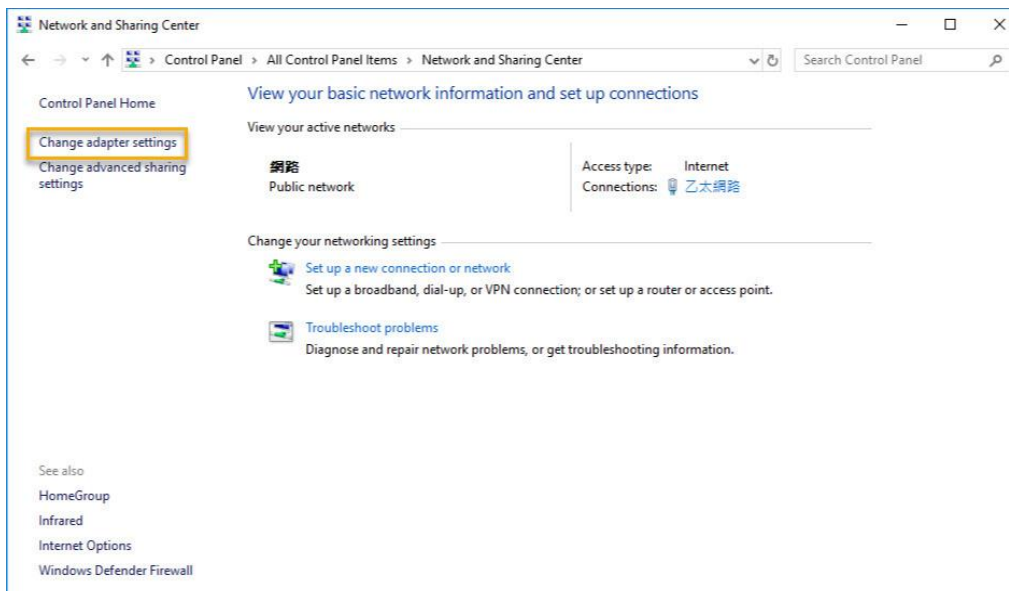 Network and Sharing Center
Control Panel > All Control Panel Items > Network and Sharing Center
Search Control Panel
Control Panel Home
Change adapter settings
Change advanced sharing
settings
View your basic network information and set up connections
View your active networks
網路
Public network
Access type: Internet
Connections: 乙太網路
Change your networking settings
Set up a new connection or network
Set up a broadband, dial-up, or VPN connection; or set up a router or access point.
Troubleshoot problems
Diagnose and repair network problems, or get troubleshooting information.
See also
HomeGroup
Infrared
Internet Options
Windows Defender Firewall